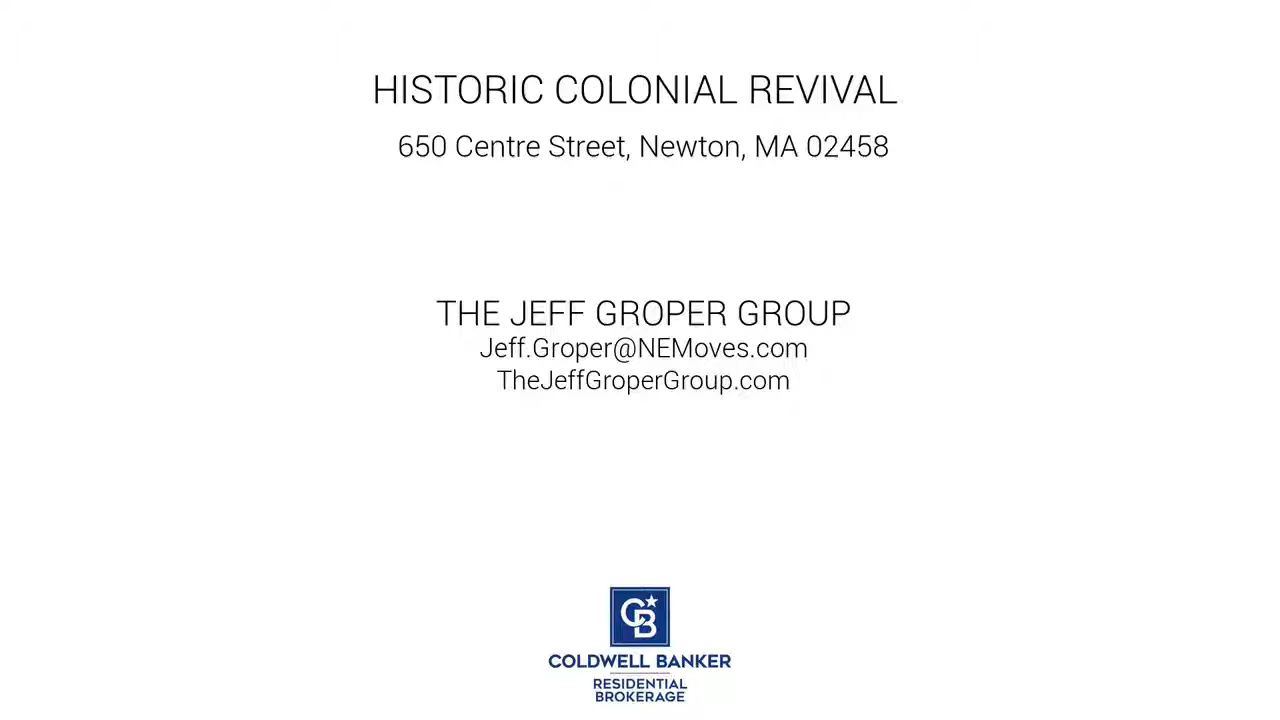 HISTORIC COLONIAL REVIVAL
650 Centre Street, Newton, MA 02458
THE JEFF GROPER GROUP
Jeff.Groper@NEMoves.com
TheJeffGroperGroup.com
CB
COLDWELL BANKER
RESIDENTIAL
BROKERAGE